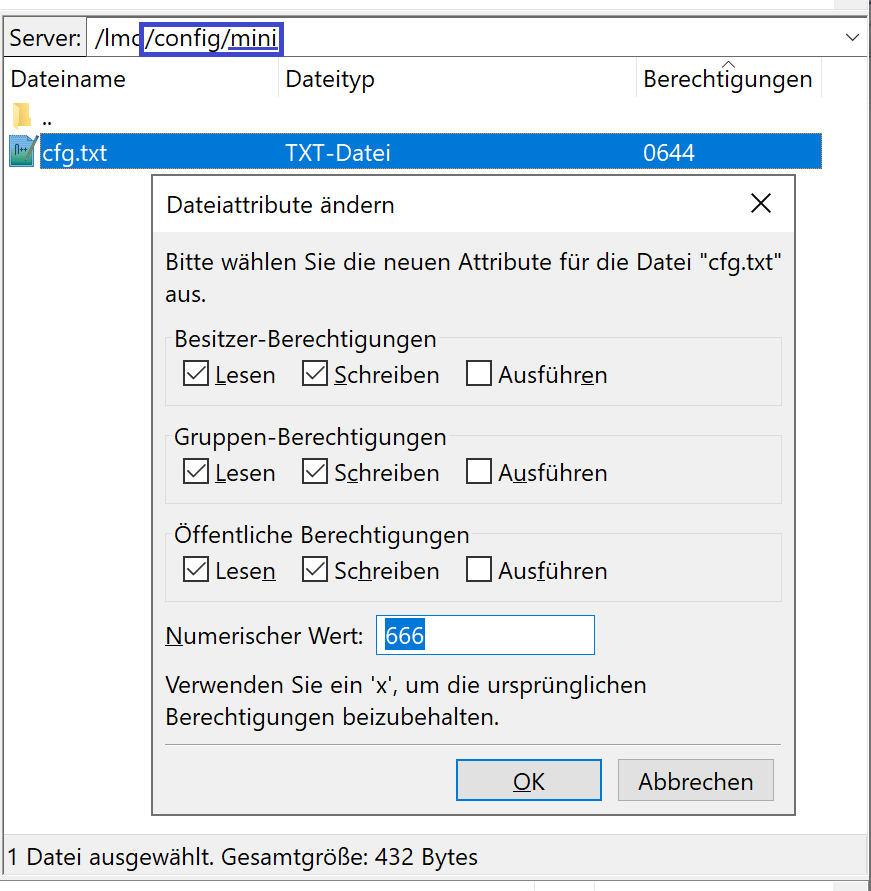 Server: /lmc/config/mini
Dateiname Dateityp Berechtigungen
..
cfg.txt TXT-Datei 0644
Dateiattribute ändern
Bitte wählen Sie die neuen Attribute für die Datei "cfg.txt"
aus.
Besitzer-Berechtigungen
Lesen Schreiben Ausführen
Gruppen-Berechtigungen
Lesen Schreiben Ausführen
Öffentliche Berechtigungen
Lesen Schreiben Ausführen
Numerischer Wert: 666
Verwenden Sie ein 'x', um die ursprünglichen
Berechtigungen beizubehalten.
OK Abbrechen
1 Datei ausgewählt. Gesamtgröße: 432 Bytes